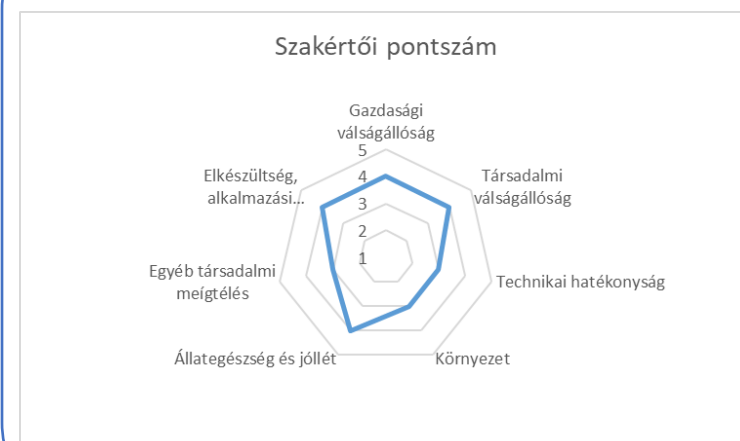 Szakértői pontszám
Gazdasági
válságállóság
Társadalmi
válságállóság
Technikai hatékonyság
Környezet
Állategészség és jóllét
Egyéb társadalmi
meígtélés
Elkészültség,
alkalmazási...
5
4
3
2
1